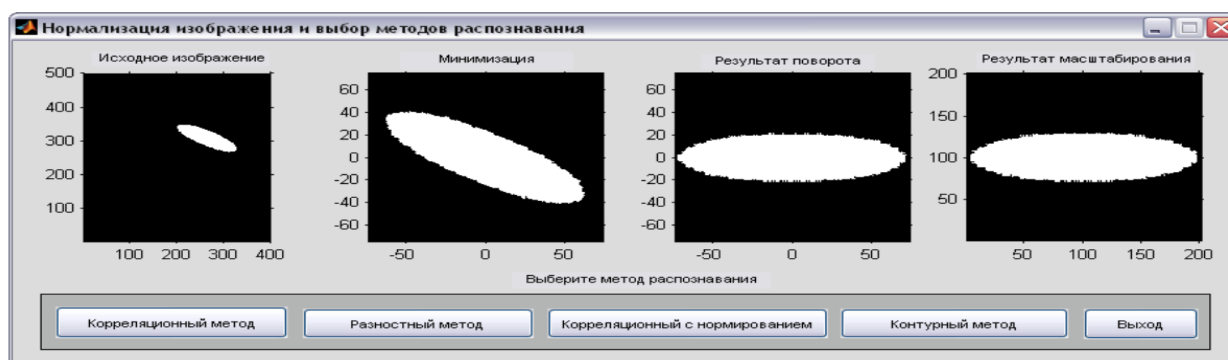 Нормализация изображения и выбор методов распознавания
Исходное изображение
500
400
300
200
100
100 200 300 400
Минимизация
60
40
20
0
-20
-40
-60
-50 0 50
Результат поворота
60
40
20
0
-20
-40
-60
-50 0 50
Результат масштабирования
200
150
100
50
50 100 150 200
Выберите метод распознавания
Корреляционный метод
Разностный метод
Корреляционный с нормированием
Контурный метод
Выход